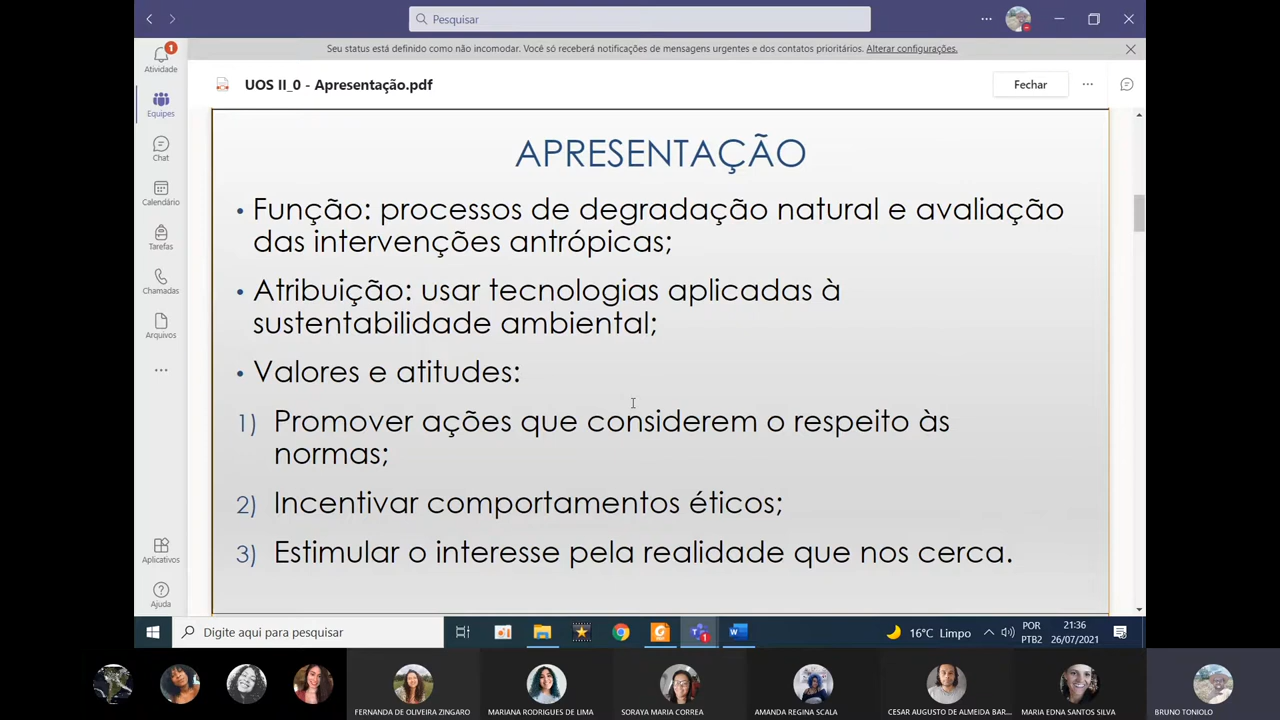 Pesquisar
Seu status está definido como não incomodar. Você só receberá notificações de mensagens urgentes e dos contatos prioritários. Alterar configurações.
1
Atividade
Equipes
Chat
Calendário
Tarefas
Chamadas
Arquivos
Aplicativos
Ajuda
UOS II_0 - Apresentação.pdf
Fechar
APRESENTAÇÃO
• Função: processos de degradação natural e avaliação
das intervenções antrópicas;
• Atribuição: usar tecnologias aplicadas à
sustentabilidade ambiental;
• Valores e atitudes:
1) Promover ações que considerem o respeito às
normas;
2) Incentivar comportamentos éticos;
3) Estimular o interesse pela realidade que nos cerca.
Digite aqui para pesquisar
1
16°C Limpo
POR
PTB2
21:36
26/07/2021
FERNANDA DE OLIVEIRA ZINGARO
MARIANA RODRIGUES DE LIMA
SORAYA MARIA CORREA
AMANDA REGINA SCALA
CESAR AUGUSTO DE ALMEIDA BAR...
MARIA EDNA SANTOS SILVA
BRUNO TONIOLO